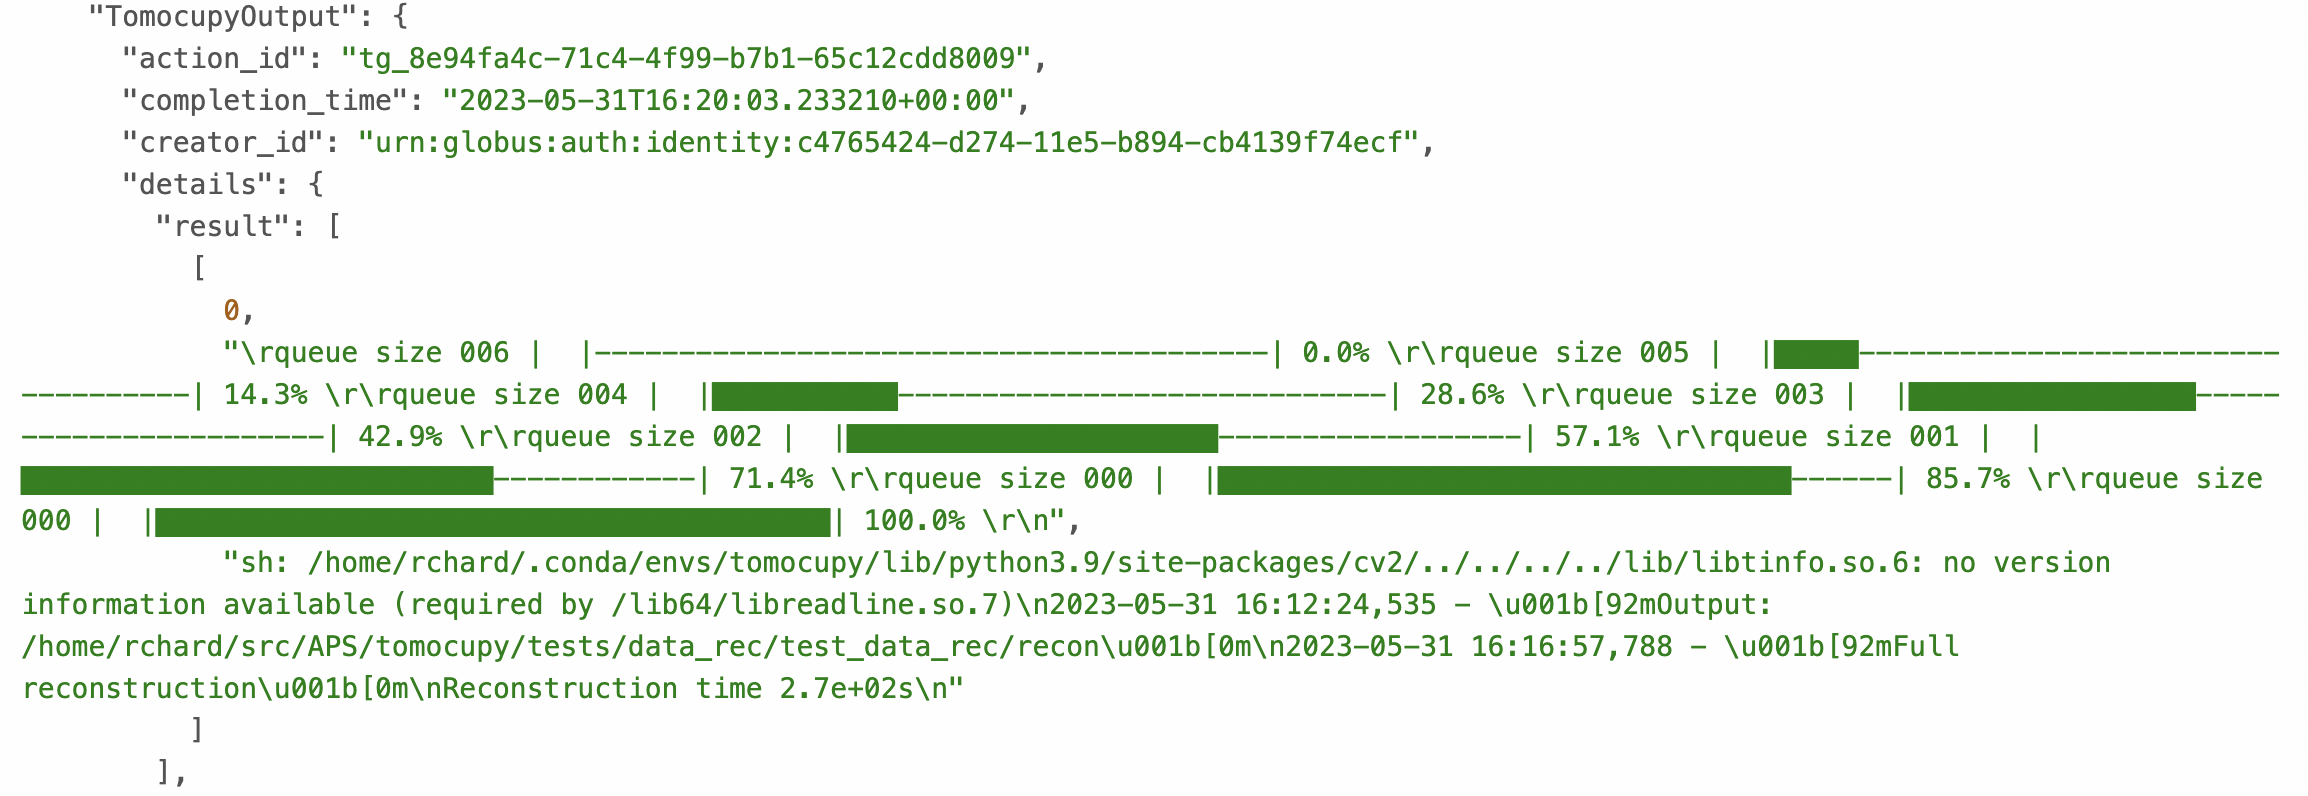 "TomocupyOutput": {
"action_id": "tg_8e94fa4c-71c4-4f99-b7b1-65c12cdd8009",
"completion_time": "2023-05-31T16:20:03.233210+00:00",
"creator_id": "urn:globus:auth:identity:c4765424-d274-11e5-b894-cb4139f74ecf",
"details": {
"result": [
[
0,
"\rqueue size 006 |  |----------------------------------------| 0.0% \r\rqueue size 005 |  |█████-------------------------
----------| 14.3% \r\rqueue size 004 |  |███████████-----------------------------| 28.6% \r\rqueue size 003 |  |█████████████████-----
------------------| 42.9% \r\rqueue size 002 |  |██████████████████████------------------| 57.1% \r\rqueue size 001 |  |
████████████████████████████------------| 71.4% \r\rqueue size 000 |  |██████████████████████████████████------| 85.7% \r\rqueue size
000 |  |████████████████████████████████████████| 100.0% \r\n",
"sh: /home/rchard/.conda/envs/tomocupy/lib/python3.9/site-packages/cv2/../../../../lib/libtinfo.so.6: no version
information available (required by /lib64/libreadline.so.7)\n2023-05-31 16:12:24,535 - \u001b[92mOutput:
/home/rchard/src/APS/tomocupy/tests/data_rec/test_data_rec/recon\u001b[0m\n2023-05-31 16:16:57,788 - \u001b[92mFull
reconstruction\u001b[0m\nReconstruction time 2.7e+02s\n"
]
],